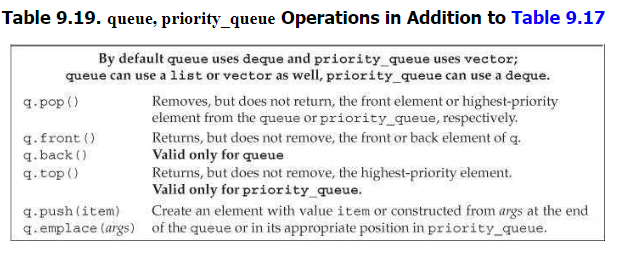 Table 9.19. queue, priority_queue Operations in Addition to Table 9.17
By default queue uses deque and priority_queue uses vector;
queue can use a list or vector as well, priority_queue can use a deque.
q.pop() Removes, but does not return, the front element or highest-priority
element from the queue or priority_queue, respectively.
q.front() Returns, but does not remove, the front or back element of q.
q.back() Valid only for queue
q.top() Returns, but does not remove, the highest-priority element.
Valid only for priority_queue.
q.push(item) Create an element with value item or constructed from args at the end
q.emplace(args) of the queue or in its appropriate position in priority_queue.